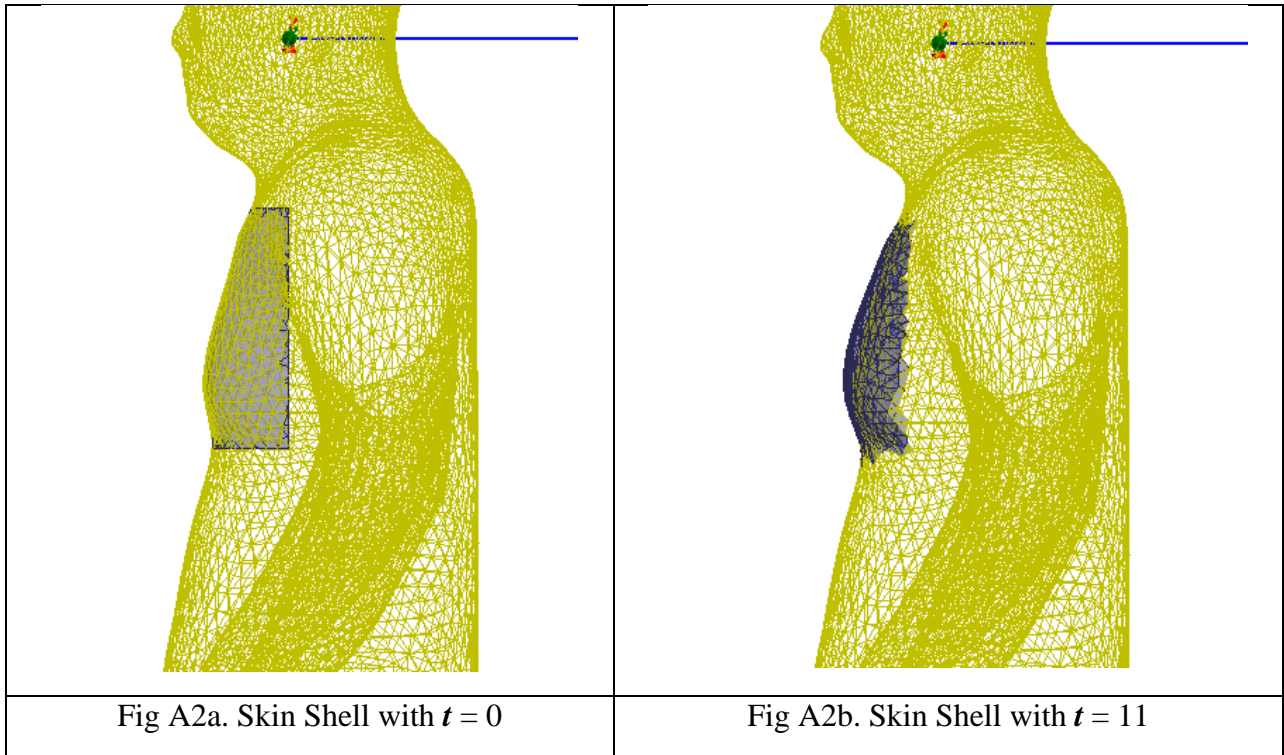 Fig A2a. Skin Shell with t = 0
Fig A2b. Skin Shell with t = 11